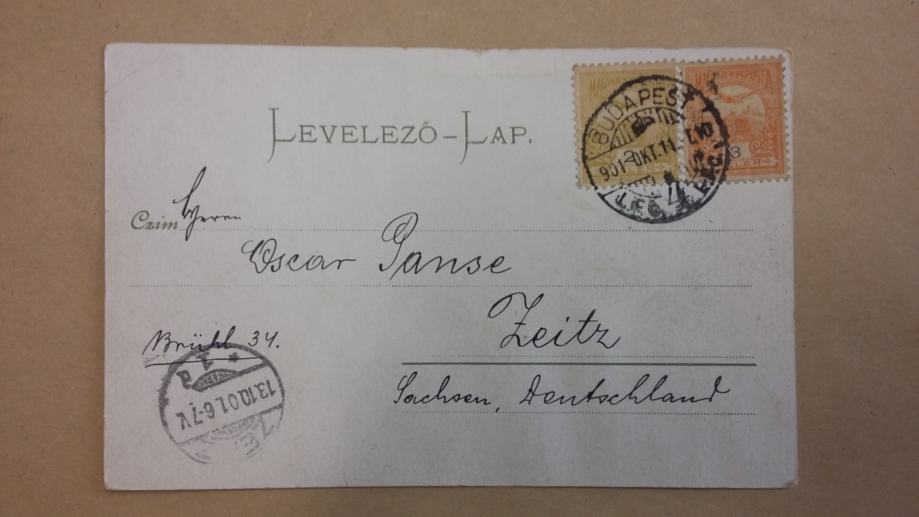 LEVELEZŐ-LAP.
BUDAPEST
901 OKT. 11.
3
Czim Herrn
Oscar Panse
Zeitz
Brühl 34.
Sachsen, Deutschland
13.10.01.6-7V.